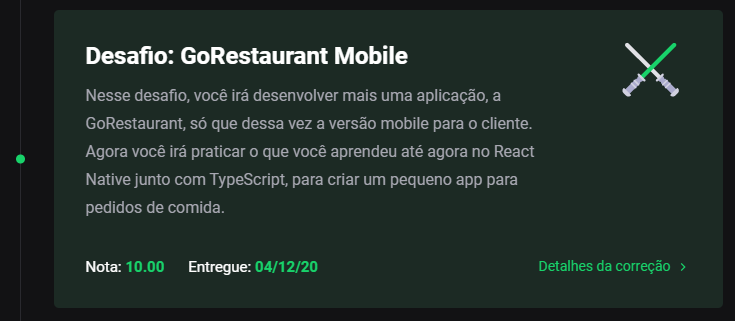 Desafio: GoRestaurant Mobile
Nesse desafio, você irá desenvolver mais uma aplicação, a
GoRestaurant, só que dessa vez a versão mobile para o cliente.
Agora você irá praticar o que você aprendeu até agora no React
Native junto com TypeScript, para criar um pequeno app para
pedidos de comida.
Nota: 10.00 Entregue: 04/12/20 Detalhes da correção >